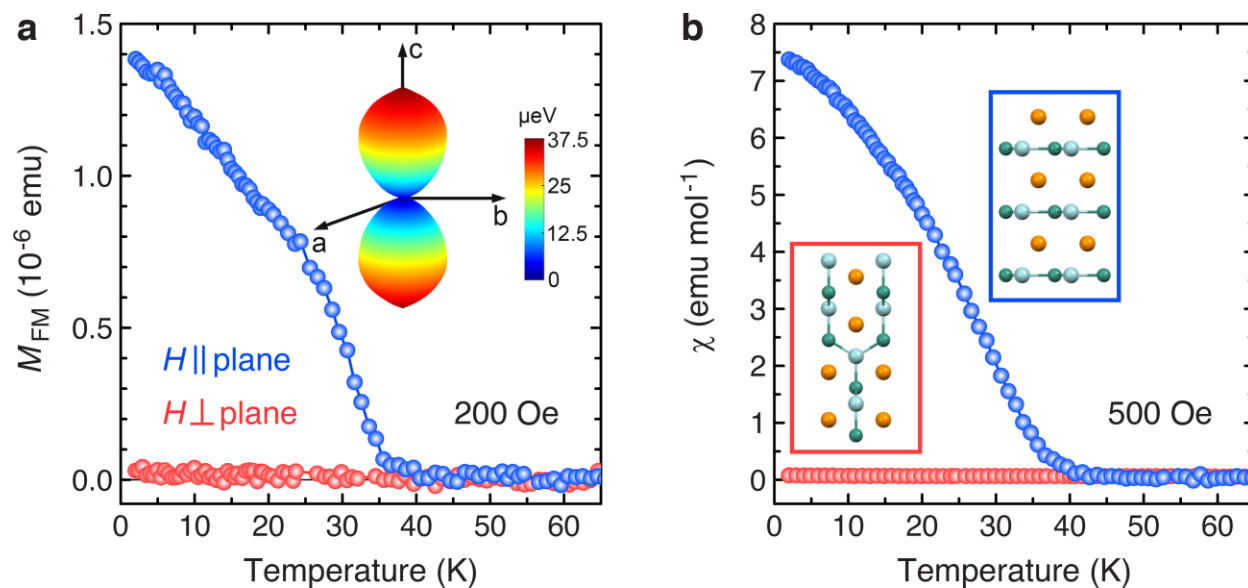 a
1.5
1.0
0.5
0.0
M_FM (10⁻⁶ emu)
c
b
a
µeV
37.5
25
12.5
0
H || plane
H ⊥ plane
200 Oe
0 10 20 30 40 50 60
Temperature (K)
b
8
7
6
5
4
3
2
1
0
χ (emu mol⁻¹)
500 Oe
0 10 20 30 40 50 60
Temperature (K)